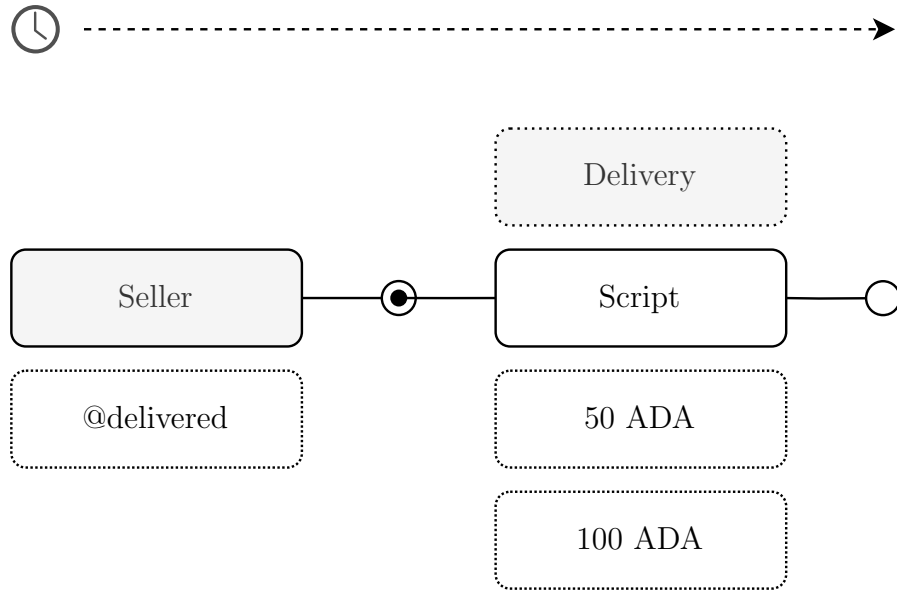 Delivery
Seller
Script
@delivered
50 ADA
100 ADA